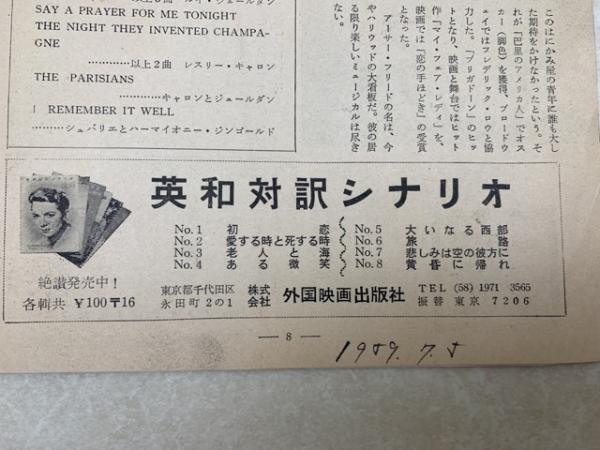 このはにかみ屋の青年に誰も大し
た期待をかけなかったという。そ
れが「巴里のアメリカ人」でオス
カー（脚色）を獲得、ブロードウ
ェイではフレデリック・ロウと協
力した。「ブリガドーン」のヒッ
トとなり、映画と舞台ではヒット
作「マイ・フェア・レディ」を、
映画では「恋の手ほどき」の受賞
となった。
アーサー・フリードの名は、今
やハリウッドの大看板だ。彼の居
る限り楽しいミュージカルは尽き
ない。
SAY A PRAYER FOR ME TONIGHT
THE NIGHT THEY INVENTED CHAMPA-
GNE
…………以上2曲 レスリー・キャロン
THE PARISIANS
…………キャロンとジュールダン
I REMEMBER IT WELL
………シュバリエとハーマイオニー・ジンゴールド
英和対訳シナリオ
No.1 初恋
No.2 愛する時と死する時
No.3 老人と海
No.4 ある微笑
No.5 大いなる西部
No.6 旅路
No.7 悲しみは空の彼方に
No.8 黄昏に帰れ
絶讃発売中！
各輯共 ¥100〒16
東京都千代田区
永田町2の1
株式
会社
外国映画出版社
TEL (58) 1971 3565
振替東京 7206
— 8 —
1959.7.5